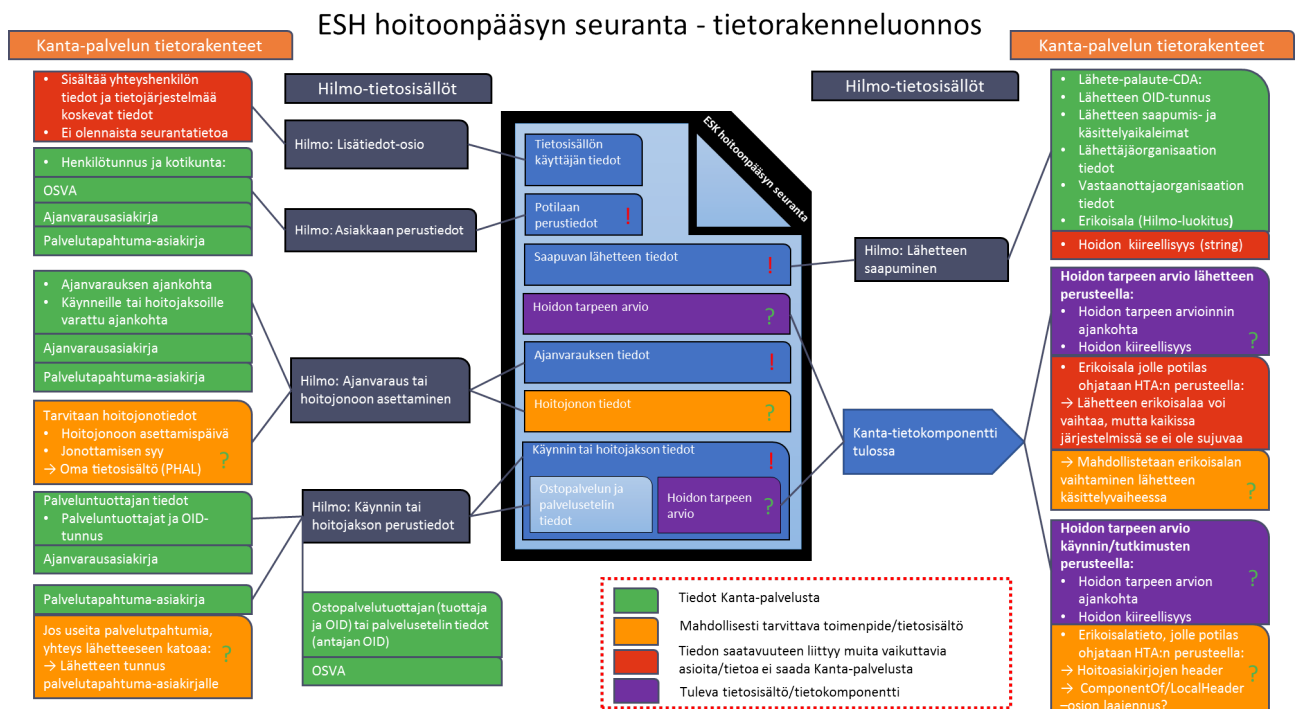 ESH hoitoonpääsyn seuranta - tietorakenneluonnos
Kanta-palvelun tietorakenteet
• Sisältää yhteyshenkilön
tiedot ja tietojärjestelmää
koskevat tiedot
• Ei olennaista seurantatietoa
• Henkilötunnus ja kotikunta:
OSVA
Ajanvarausasiakirja
Palvelutapahtuma-asiakirja
• Ajanvarauksen ajankohta
• Käynneille tai hoitojaksoille
varattu ajankohta
Ajanvarausasiakirja
Palvelutapahtuma-asiakirja
Tarvitaan hoitojonotiedot
• Hoitojonoon asettamispäivä
• Jonottamisen syy
→ Oma tietosisältö (PHAL)
?
Palveluntuottajan tiedot
• Palveluntuottajat ja OID-
tunnus
Ajanvarausasiakirja
Palvelutapahtuma-asiakirja
Jos useita palvelutpahtumia,
yhteys lähetteeseen katoaa:
→ Lähetteen tunnus
palvelutapahtuma-asiakirjalle
?
Hilmo-tietosisällöt
Hilmo: Lisätiedot-osio
Hilmo: Asiakkaan perustiedot
Hilmo: Ajanvaraus tai
hoitojonoon asettaminen
Hilmo: Käynnin tai
hoitojakson perustiedot
Ostopalvelutuottajan (tuottaja
ja OID) tai palvelusetelin tiedot
(antajan OID)
OSVA
ESK hoitoonpääsyn seuranta
Tietosisällön
käyttäjän tiedot
Potilaan
perustiedot
!
Saapuvan lähetteen tiedot
!
Hoidon tarpeen arvio
?
Ajanvarauksen tiedot
!
Hoitojonon tiedot
?
Käynnin tai hoitojakson tiedot
!
Ostopalvelun ja
palvelusetelin
tiedot
Hoidon tarpeen
arvio
?
Hilmo-tietosisällöt
Hilmo: Lähetteen
saapuminen
Kanta-tietokomponentti
tulossa
Kanta-palvelun tietorakenteet
• Lähete-palaute-CDA:
• Lähetteen OID-tunnus
• Lähetteen saapumis- ja
käsittelyaikaleimat
• Lähettäjäorganisaation
tiedot
• Vastaanottajaorganisaation
tiedot
• Erikoisala (Hilmo-luokitus)
• Hoidon kiireellisyys (string)
Hoidon tarpeen arvio lähetteen
perusteella:
• Hoidon tarpeen arvioinnin
ajankohta
• Hoidon kiireellisyys
?
• Erikoisala jolle potilas
ohjataan HTA:n perusteella:
→ Lähetteen erikoisalaa voi
vaihtaa, mutta kaikissa
järjestelmissä se ei ole sujuvaa
→ Mahdollistetaan erikoisalan
vaihtaminen lähetteen
käsittelyvaiheessa
?
Hoidon tarpeen arvio
käynnin/tutkimusten
perusteella:
• Hoidon tarpeen arvion
ajankohta
• Hoidon kiireellisyys
?
• Erikoisalatieto, jolle potilas
ohjataan HTA:n perusteella:
→ Hoitoasiakirjojen header
→ ComponentOf/LocalHeader
–osion laajennus?
?
Tiedot Kanta-palvelusta
Mahdollisesti tarvittava toimenpide/tietosisältö
Tiedon saatavuuteen liittyy muita vaikuttavia
asioita/tietoa ei saada Kanta-palvelusta
Tuleva tietosisältö/tietokomponentti